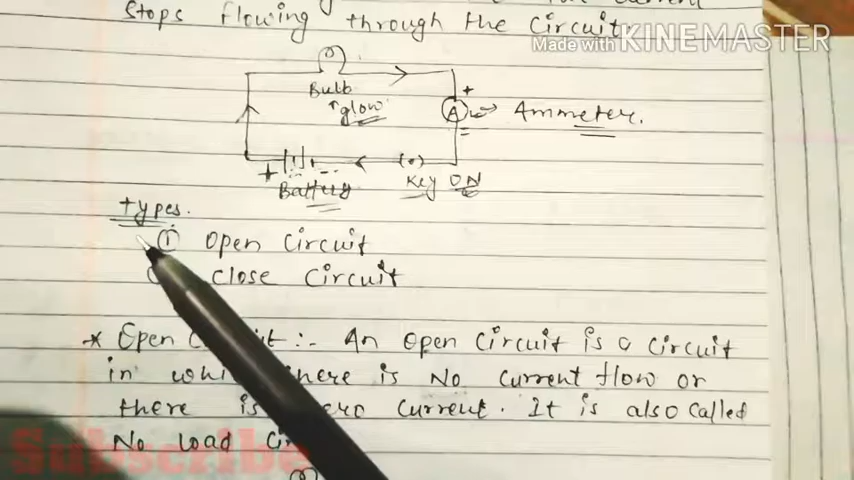 Stops flowing through the Circuit
Made with KINEMASTER
Bulb
glow
+
A
Ammeter.
+
Battery
Key ON
types.
(i) Open Circuit
Close Circuit
* Open :- An Open Circuit is a Circuit
in there is No Current flow or
there is Current. It is also Called
No Load
Shard